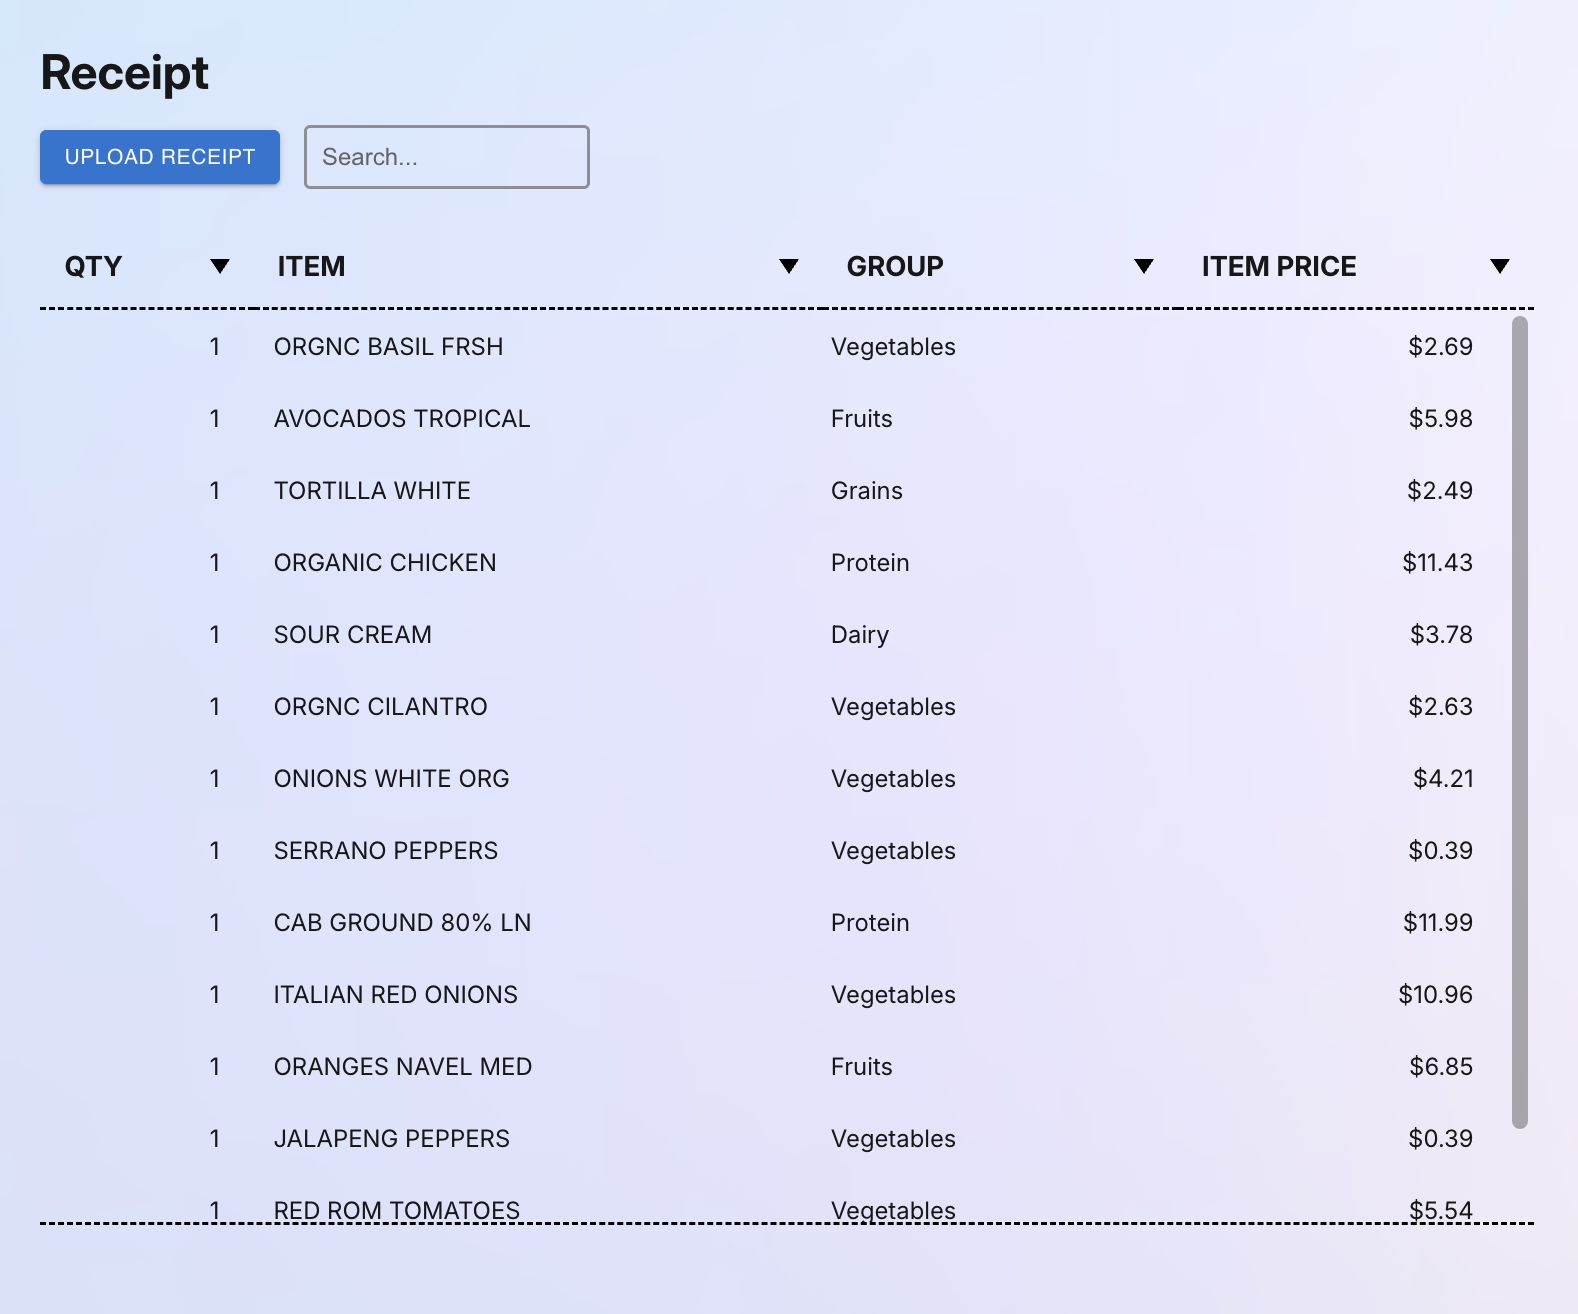 Receipt
UPLOAD RECEIPT Search...
QTY ITEM GROUP ITEM PRICE
1 ORGNC BASIL FRSH Vegetables $2.69
1 AVOCADOS TROPICAL Fruits $5.98
1 TORTILLA WHITE Grains $2.49
1 ORGANIC CHICKEN Protein $11.43
1 SOUR CREAM Dairy $3.78
1 ORGNC CILANTRO Vegetables $2.63
1 ONIONS WHITE ORG Vegetables $4.21
1 SERRANO PEPPERS Vegetables $0.39
1 CAB GROUND 80% LN Protein $11.99
1 ITALIAN RED ONIONS Vegetables $10.96
1 ORANGES NAVEL MED Fruits $6.85
1 JALAPENG PEPPERS Vegetables $0.39
1 RED ROM TOMATOES Vegetables $5.54